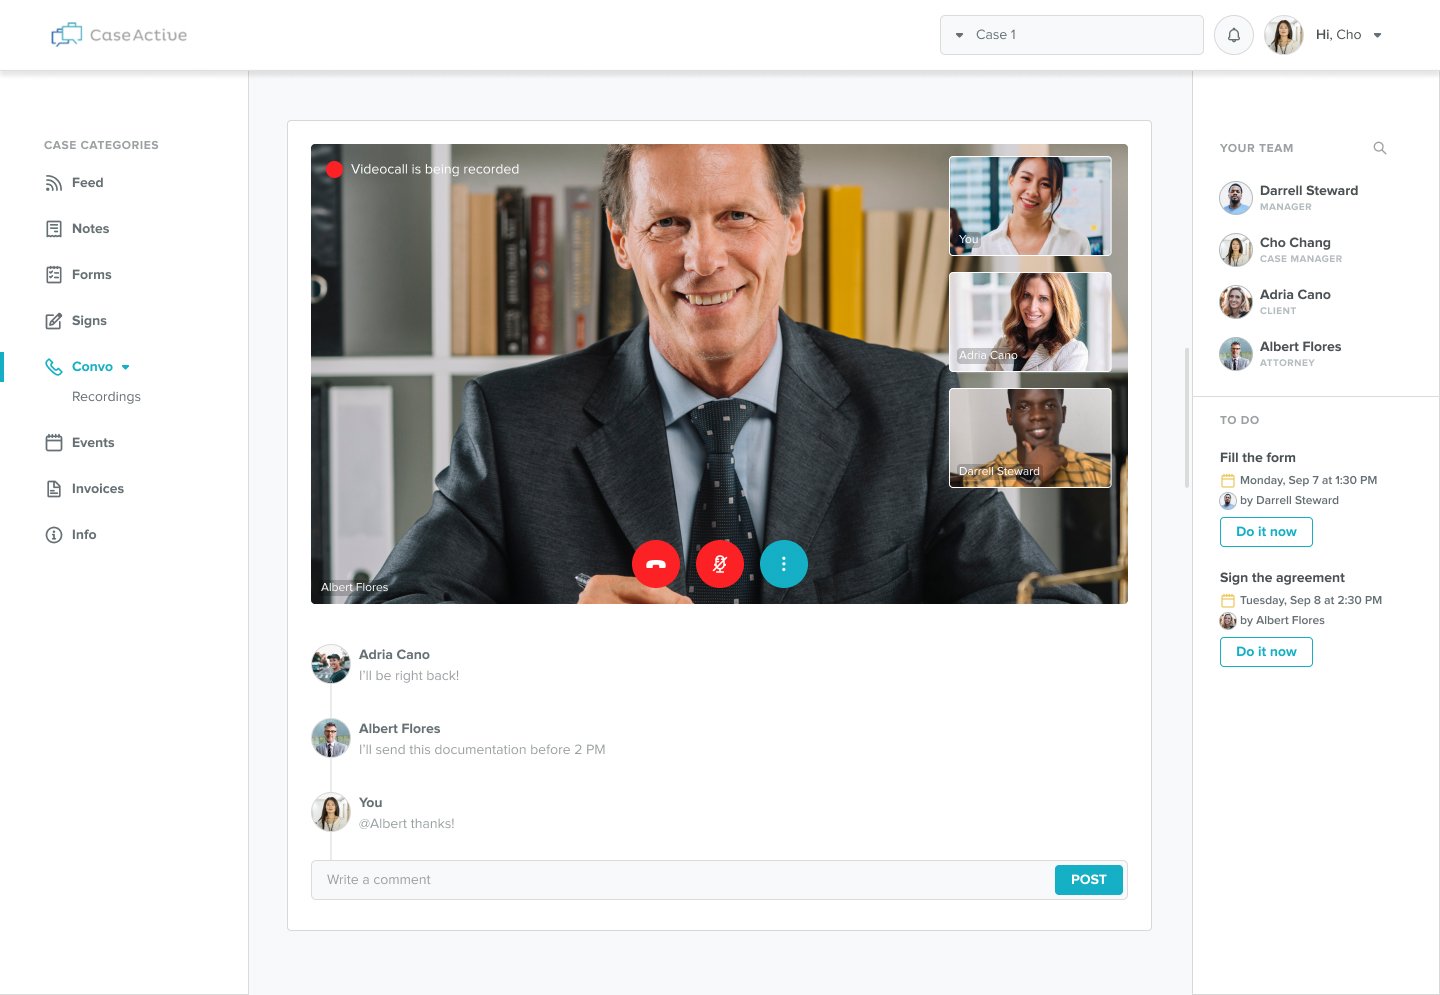 CaseActive
Case 1
Hi, Cho
CASE CATEGORIES
Feed
Notes
Forms
Signs
Convo
Recordings
Events
Invoices
Info
Videocall is being recorded
You
Adria Cano
Darrell Steward
Albert Flores
Adria Cano
I'll be right back!
Albert Flores
I'll send this documentation before 2 PM
You
@Albert thanks!
Write a comment
POST
YOUR TEAM
Darrell Steward
MANAGER
Cho Chang
CASE MANAGER
Adria Cano
CLIENT
Albert Flores
ATTORNEY
TO DO
Fill the form
Monday, Sep 7 at 1:30 PM
by Darrell Steward
Do it now
Sign the agreement
Tuesday, Sep 8 at 2:30 PM
by Albert Flores
Do it now